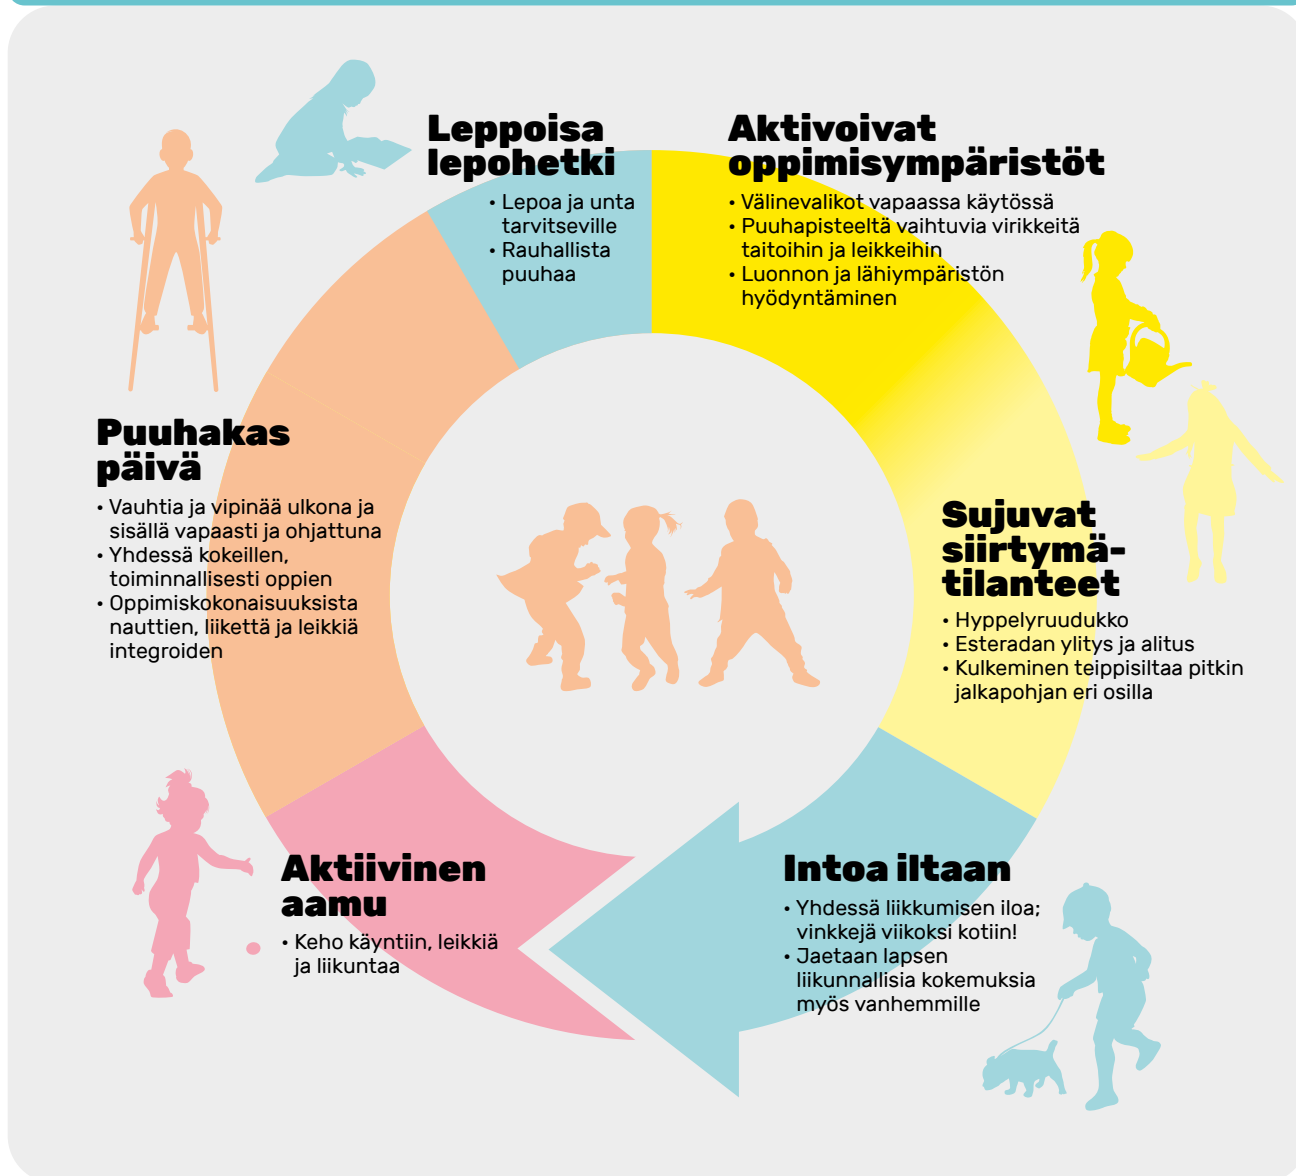 Leppoisa
lepohetki
• Lepoa ja unta
tarvitseville
• Rauhallista
puuhaa
Aktivoivat
oppimisympäristöt
• Välinevalikot vapaassa käytössä
• Puuhapisteeltä vaihtuvia virikkeitä
taitoihin ja leikkeihin
• Luonnon ja lähiympäristön
hyödyntäminen
Puuhakas
päivä
• Vauhtia ja vipinää ulkona ja
sisällä vapaasti ja ohjattuna
• Yhdessä kokeillen,
toiminnallisesti oppien
• Oppimiskokonaisuuksista
nauttien, liikettä ja leikkiä
integroiden
Sujuvat
siirtymä-
tilanteet
• Hyppelyruudukko
• Esteradan ylitys ja alitus
• Kulkeminen teippisiltaa pitkin
jalkapohjan eri osilla
Aktiivinen
aamu
• Keho käyntiin, leikkiä
ja liikuntaa
Intoa iltaan
• Yhdessä liikkumisen iloa;
vinkkejä viikoksi kotiin!
• Jaetaan lapsen
liikunnallisia kokemuksia
myös vanhemmille